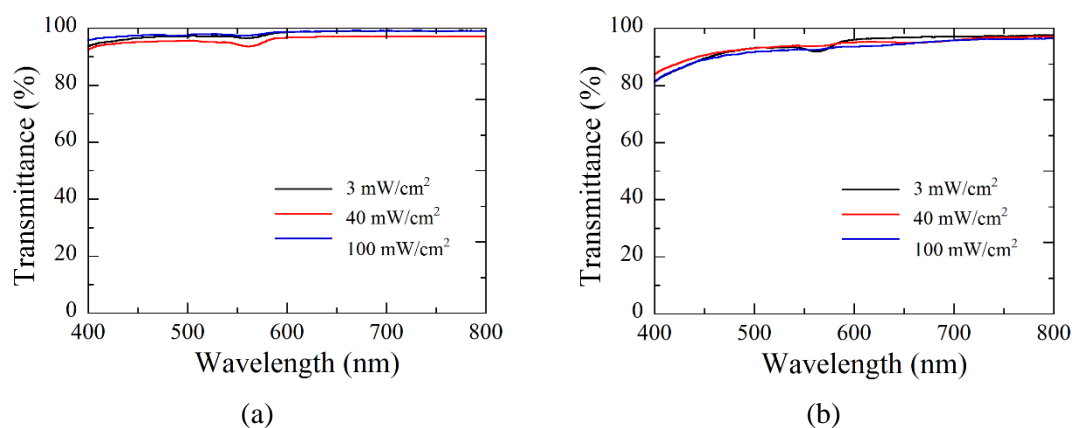 Transmittance (%)
100
80
60
40
20
0
3 mW/cm²
40 mW/cm²
100 mW/cm²
400 500 600 700 800
Wavelength (nm)
(a)
Transmittance (%)
100
80
60
40
20
0
3 mW/cm²
40 mW/cm²
100 mW/cm²
400 500 600 700 800
Wavelength (nm)
(b)